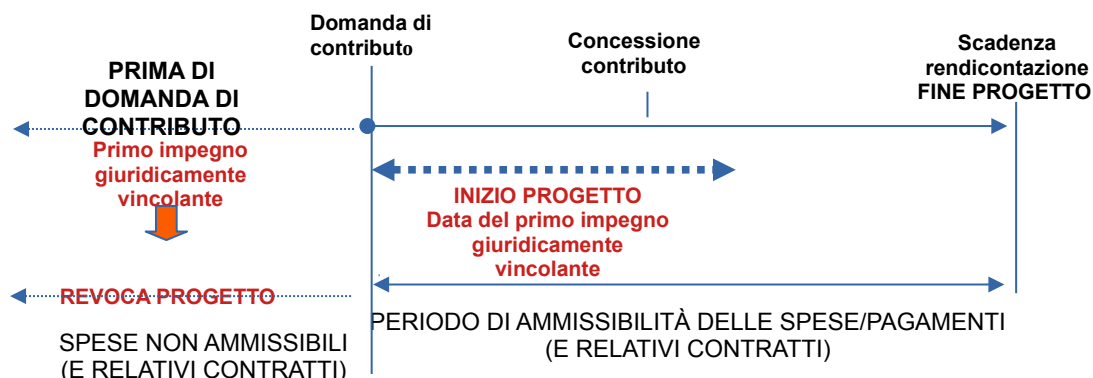 Domanda di
contributo
Concessione
contributo
Scadenza
rendicontazione
FINE PROGETTO
PRIMA DI
DOMANDA DI
CONTRIBUTO
Primo impegno
giuridicamente
vincolante
INIZIO PROGETTO
Data del primo impegno
giuridicamente
vincolante
REVOCA PROGETTO
SPESE NON AMMISSIBILI
(E RELATIVI CONTRATTI)
PERIODO DI AMMISSIBILITÀ DELLE SPESE/PAGAMENTI
(E RELATIVI CONTRATTI)